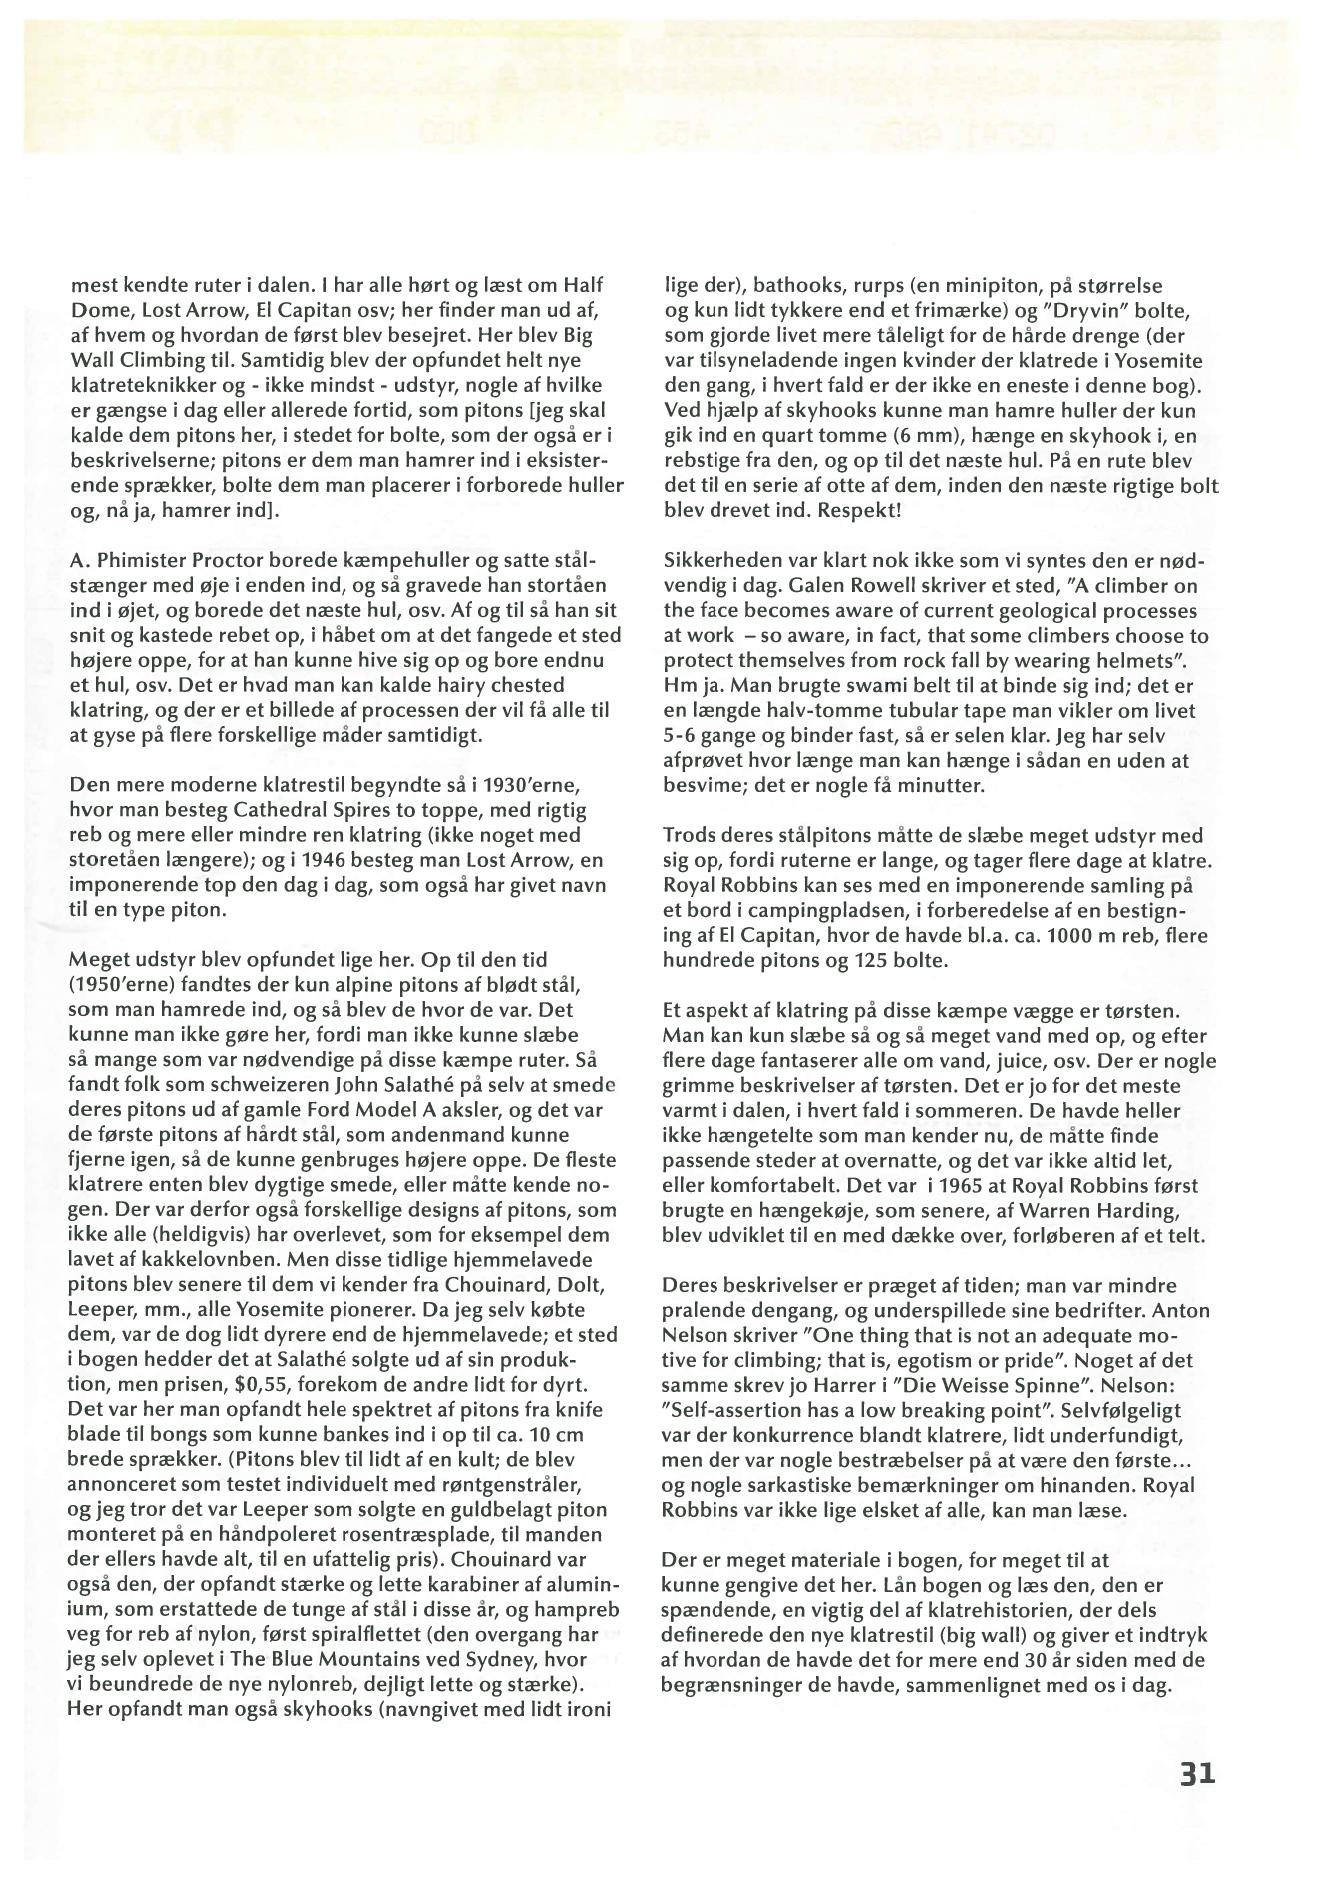 mest kendte ruter i dalen. I har alle hørt og læst om Half
Dome, Lost Arrow, El Capitan osv; her finder man ud af,
af hvem og hvordan de først blev besejret. Her blev Big
Wall Climbing til. Samtidig blev der opfundet helt nye
klatreteknikker og - ikke mindst - udstyr, nogle af hvilke
er gængse i dag eller allerede fortid, som pitons [jeg skal
kalde dem pitons her, i stedet for bolte, som der også er i
beskrivelserne; pitons er dem man hamrer ind i eksister-
ende sprækker, bolte dem man placerer i forborede huller
og, nå ja, hamrer ind].
A. Phimister Proctor borede kæmpehuller og satte stål-
stænger med øje i enden ind, og så gravede han stortåen
ind i øjet, og borede det næste hul, osv. Af og til så han sit
snit og kastede rebet op, i håbet om at det fangede et sted
højere oppe, for at han kunne hive sig op og bore endnu
et hul, osv. Det er hvad man kan kalde hairy chested
klatring, og der er et billede af processen der vil få alle til
at gyse på flere forskellige måder samtidigt.
Den mere moderne klatrestil begyndte så i 1930'erne,
hvor man besteg Cathedral Spires to toppe, med rigtig
reb og mere eller mindre ren klatring (ikke noget med
storetåen længere); og i 1946 besteg man Lost Arrow, en
imponerende top den dag i dag, som også har givet navn
til en type piton.
Meget udstyr blev opfundet lige her. Op til den tid
(1950'erne) fandtes der kun alpine pitons af blødt stål,
som man hamrede ind, og så blev de hvor de var. Det
kunne man ikke gøre her, fordi man ikke kunne slæbe
så mange som var nødvendige på disse kæmpe ruter. Så
fandt folk som schweizeren John Salathé på selv at smede
deres pitons ud af gamle Ford Model A aksler, og det var
de første pitons af hårdt stål, som andenmand kunne
fjerne igen, så de kunne genbruges højere oppe. De fleste
klatrere enten blev dygtige smede, eller måtte kende no-
gen. Der var derfor også forskellige designs af pitons, som
ikke alle (heldigvis) har overlevet, som for eksempel dem
lavet af kakkelovnben. Men disse tidlige hjemmelavede
pitons blev senere til dem vi kender fra Chouinard, Dolt,
Leeper, mm., alle Yosemite pionerer. Da jeg selv købte
dem, var de dog lidt dyrere end de hjemmelavede; et sted
i bogen hedder det at Salathé solgte ud af sin produk-
tion, men prisen, $0,55, forekom de andre lidt for dyrt.
Det var her man opfandt hele spektret af pitons fra knife
blade til bongs som kunne bankes ind i op til ca. 10 cm
brede sprækker. (Pitons blev til lidt af en kult; de blev
annonceret som testet individuelt med røntgenstråler,
og jeg tror det var Leeper som solgte en guldbelagt piton
monteret på en håndpoleret rosentræsplade, til manden
der ellers havde alt, til en ufattelig pris). Chouinard var
også den, der opfandt stærke og lette karabiner af alumin-
ium, som erstattede de tunge af stål i disse år, og hampreb
veg for reb af nylon, først spiralflettet (den overgang har
jeg selv oplevet i The Blue Mountains ved Sydney, hvor
vi beundrede de nye nylonreb, dejligt lette og stærke).
Her opfandt man også skyhooks (navngivet med lidt ironi
lige der), bathooks, rurps (en minipiton, på størrelse
og kun lidt tykkere end et frimærke) og "Dryvin" bolte,
som gjorde livet mere tåleligt for de hårde drenge (der
var tilsyneladende ingen kvinder der klatrede i Yosemite
den gang, i hvert fald er der ikke en eneste i denne bog).
Ved hjælp af skyhooks kunne man hamre huller der kun
gik ind en quart tomme (6 mm), hænge en skyhook i, en
rebstige fra den, og op til det næste hul. På en rute blev
det til en serie af otte af dem, inden den næste rigtige bolt
blev drevet ind. Respekt!
Sikkerheden var klart nok ikke som vi syntes den er nød-
vendig i dag. Galen Rowell skriver et sted, "A climber on
the face becomes aware of current geological processes
at work – so aware, in fact, that some climbers choose to
protect themselves from rock fall by wearing helmets".
Hm ja. Man brugte swami belt til at binde sig ind; det er
en længde halv-tomme tubular tape man vikler om livet
5-6 gange og binder fast, så er selen klar. Jeg har selv
afprøvet hvor længe man kan hænge i sådan en uden at
besvime; det er nogle få minutter.
Trods deres stålpitons måtte de slæbe meget udstyr med
sig op, fordi ruterne er lange, og tager flere dage at klatre.
Royal Robbins kan ses med en imponerende samling på
et bord i campingpladsen, i forberedelse af en bestign-
ing af El Capitan, hvor de havde bl.a. ca. 1000 m reb, flere
hundrede pitons og 125 bolte.
Et aspekt af klatring på disse kæmpe vægge er tørsten.
Man kan kun slæbe så og så meget vand med op, og efter
flere dage fantaserer alle om vand, juice, osv. Der er nogle
grimme beskrivelser af tørsten. Det er jo for det meste
varmt i dalen, i hvert fald i sommeren. De havde heller
ikke hængetelte som man kender nu, de måtte finde
passende steder at overnatte, og det var ikke altid let,
eller komfortabelt. Det var i 1965 at Royal Robbins først
brugte en hængekøje, som senere, af Warren Harding,
blev udviklet til en med dække over, forløberen af et telt.
Deres beskrivelser er præget af tiden; man var mindre
pralende dengang, og underspillede sine bedrifter. Anton
Nelson skriver "One thing that is not an adequate mo-
tive for climbing; that is, egotism or pride". Noget af det
samme skrev jo Harrer i "Die Weisse Spinne". Nelson:
"Self-assertion has a low breaking point". Selvfølgeligt
var der konkurrence blandt klatrere, lidt underfundigt,
men der var nogle bestræbelser på at være den første...
og nogle sarkastiske bemærkninger om hinanden. Royal
Robbins var ikke lige elsket af alle, kan man læse.
Der er meget materiale i bogen, for meget til at
kunne gengive det her. Lån bogen og læs den, den er
spændende, en vigtig del af klatrehistorien, der dels
definerede den nye klatrestil (big wall) og giver et indtryk
af hvordan de havde det for mere end 30 år siden med de
begrænsninger de havde, sammenlignet med os i dag.
31